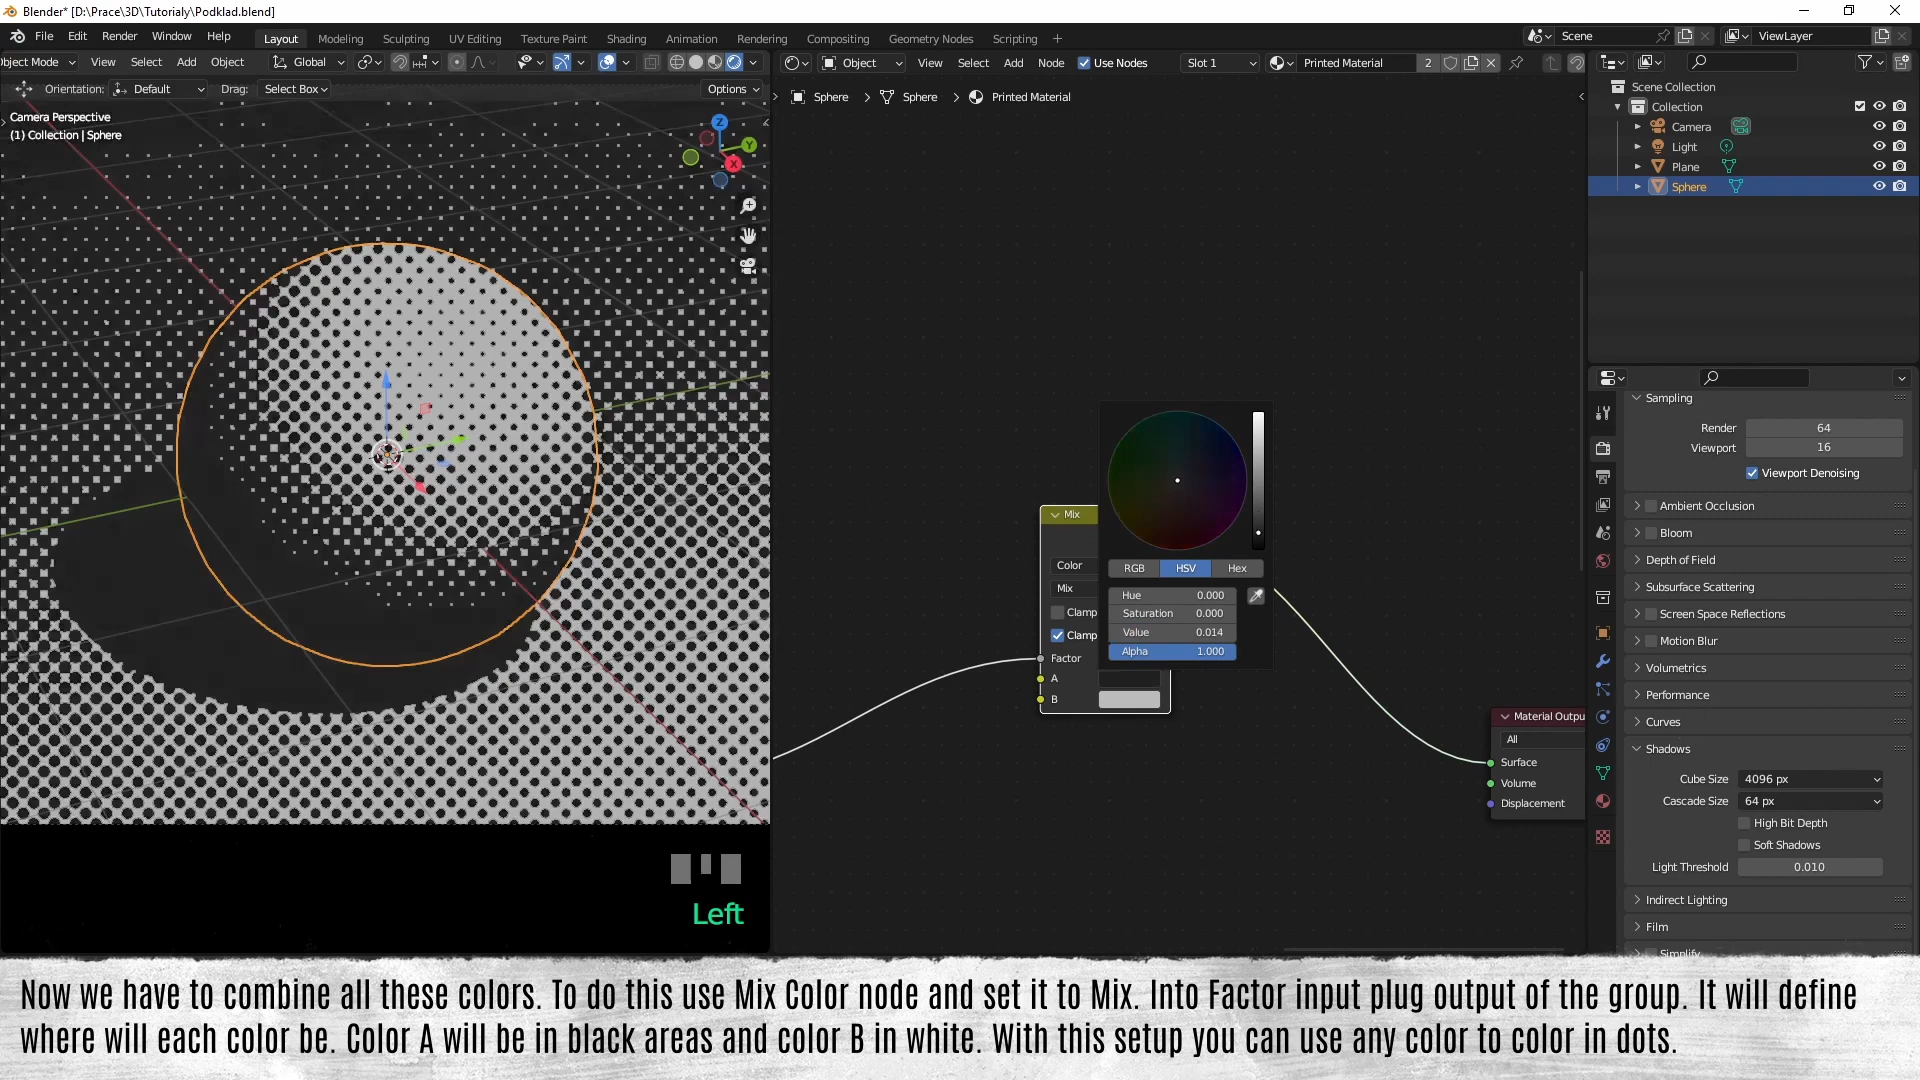 Blender* [D:\Prace\3D\Tutorialy\Podklad.blend]
File Edit Render Window Help Layout Modeling Sculpting UV Editing Texture Paint Shading Animation Rendering Compositing Geometry Nodes Scripting + Scene ViewLayer
bject Mode View Select Add Object Global Object View Select Add Node Use Nodes Slot 1 Printed Material 2
Orientation: Default Drag: Select Box Options
Sphere > Sphere > Printed Material
Camera Perspective
(1) Collection | Sphere
Z
Y
X
Scene Collection
Collection
Camera
Light
Plane
Sphere
Sampling
Render 64
Viewport 16
Viewport Denoising
Ambient Occlusion
Bloom
Depth of Field
Subsurface Scattering
Screen Space Reflections
Motion Blur
Volumetrics
Performance
Curves
Shadows
Cube Size 4096 px
Cascade Size 64 px
High Bit Depth
Soft Shadows
Light Threshold 0.010
Indirect Lighting
Film
Simplify
Mix
Color
Mix
Clamp
Clamp
Factor
A
B
RGB HSV Hex
Hue 0.000
Saturation 0.000
Value 0.014
Alpha 1.000
Material Outpu
All
Surface
Volume
Displacement
Left
Now we have to combine all these colors. To do this use Mix Color node and set it to Mix. Into Factor input plug output of the group. It will define
where will each color be. Color A will be in black areas and color B in white. With this setup you can use any color to color in dots.